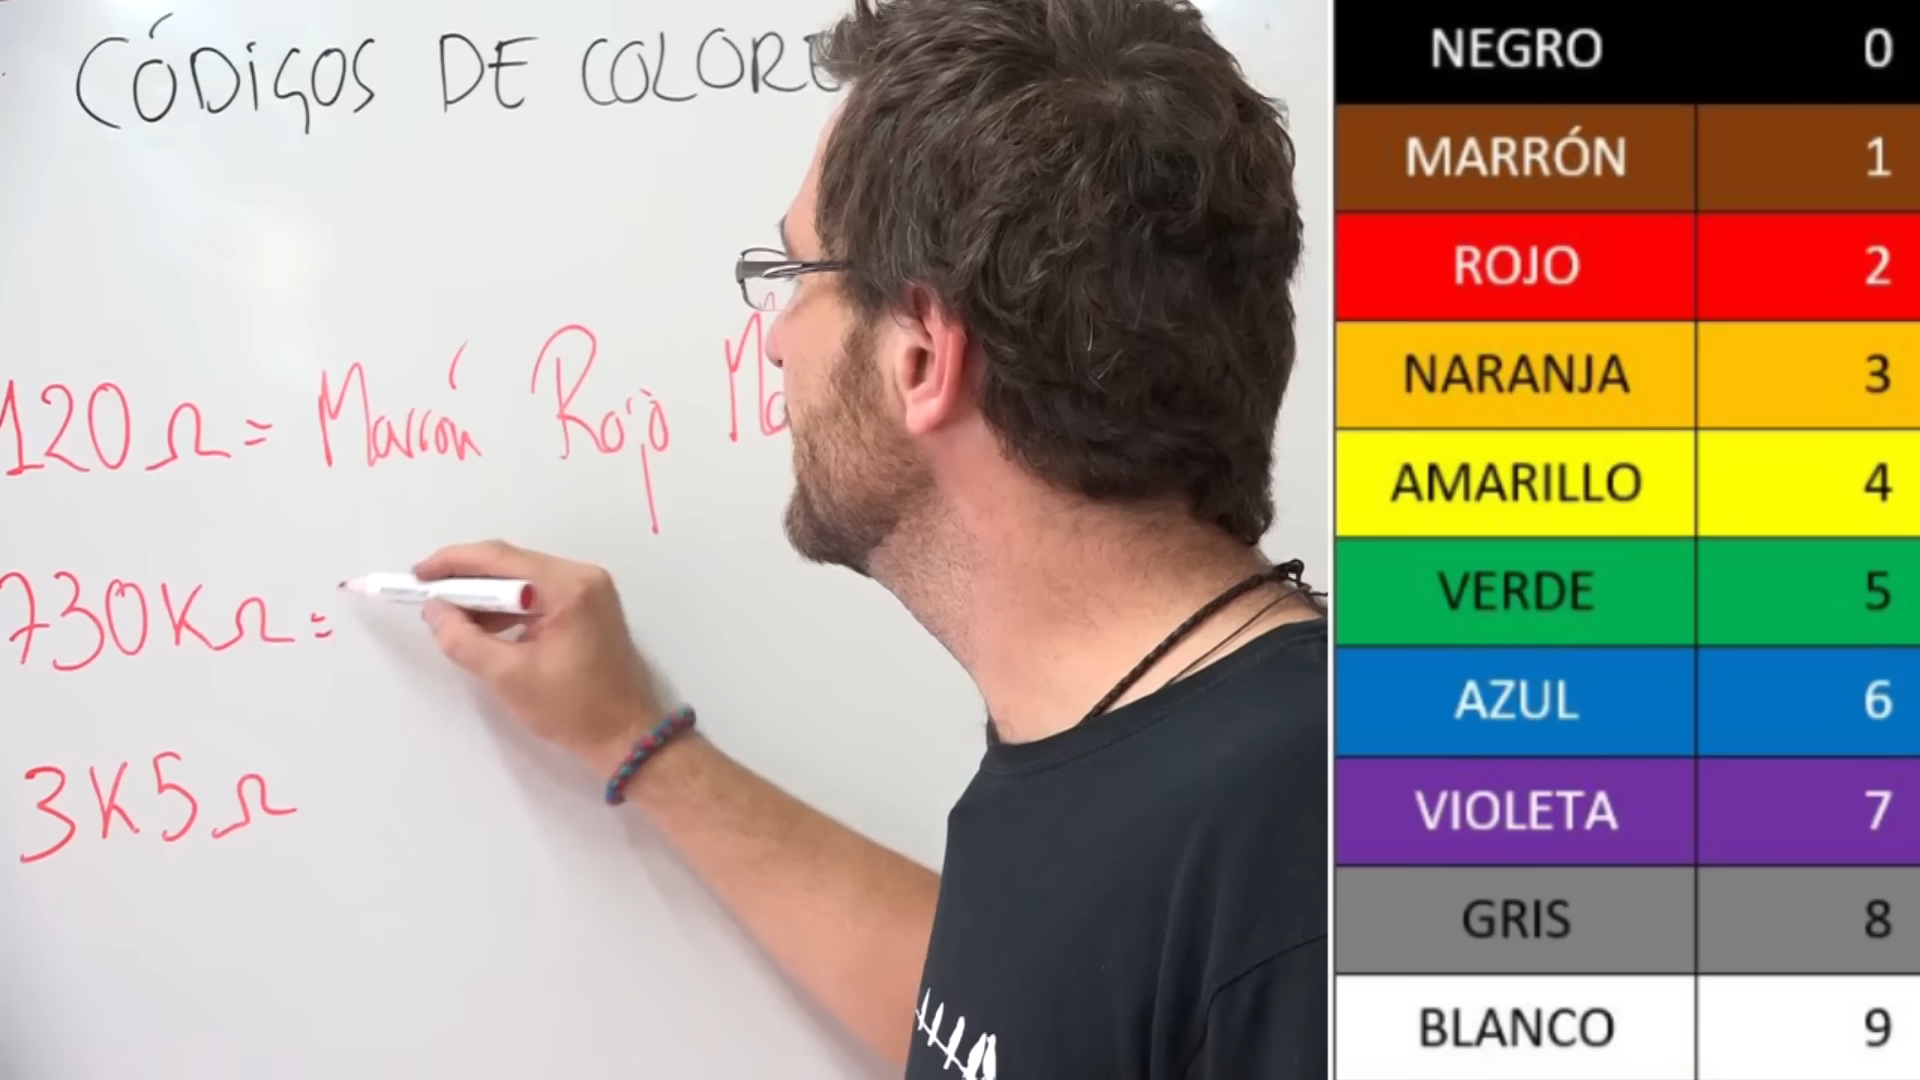 CÓDIGOS DE COLORE
120Ω = Marrón Rojo Ma
730KΩ =
3K5Ω
NEGRO 0
MARRÓN 1
ROJO 2
NARANJA 3
AMARILLO 4
VERDE 5
AZUL 6
VIOLETA 7
GRIS 8
BLANCO 9